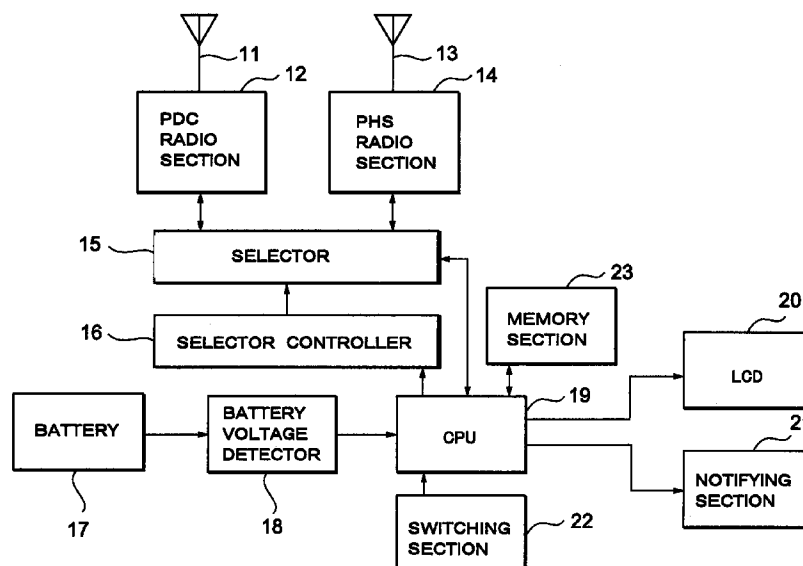 11
12
13
14
PDC
RADIO
SECTION
PHS
RADIO
SECTION
15
SELECTOR
23
16
SELECTOR CONTROLLER
MEMORY
SECTION
20
LCD
BATTERY
BATTERY
VOLTAGE
DETECTOR
19
CPU
2
NOTIFYING
SECTION
17
18
SWITCHING
SECTION
22